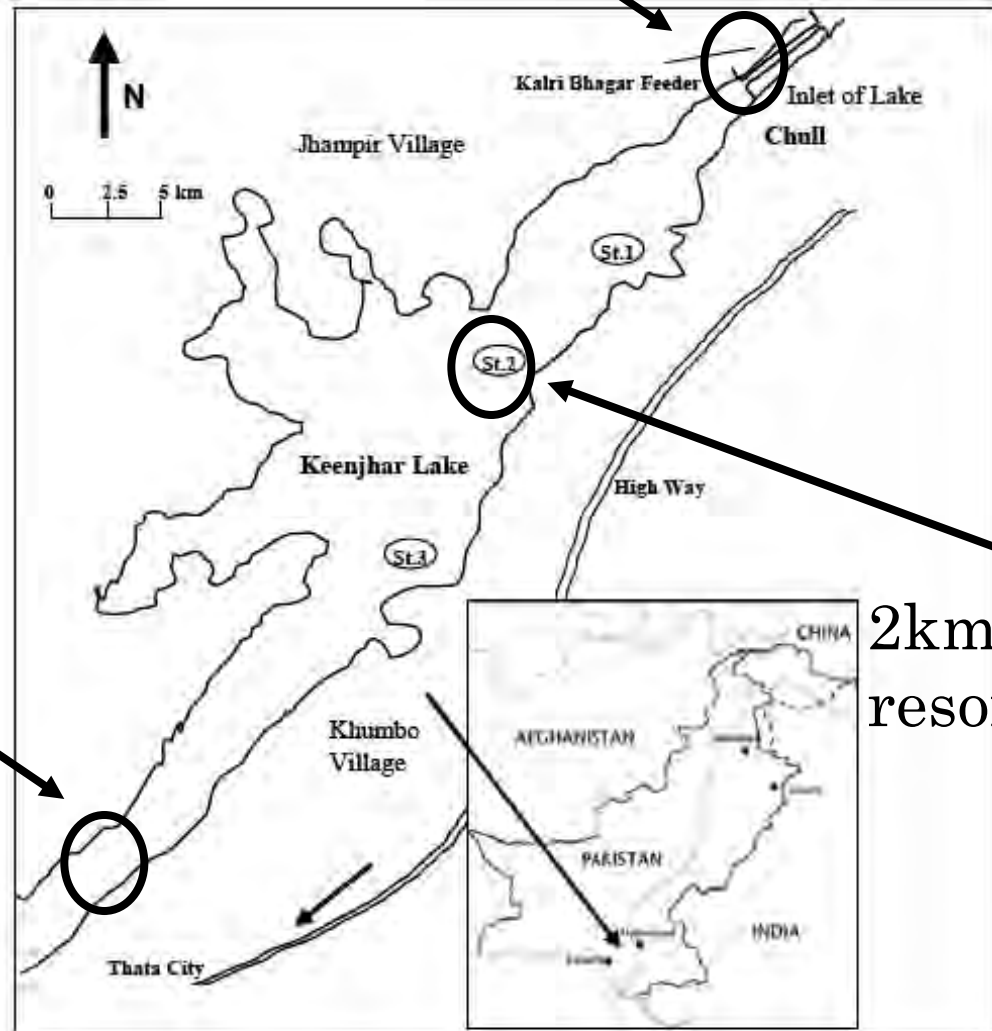 N
0 2.5 5 km
Kalri Bhagar Feeder
Inlet of Lake
Chull
Jhampir Village
St.1
St.2
Keenjhar Lake
High Way
St.3
2km
CHINA
AFGHANISTAN
Khumbo
Village
PAKISTAN
INDIA
Thata City